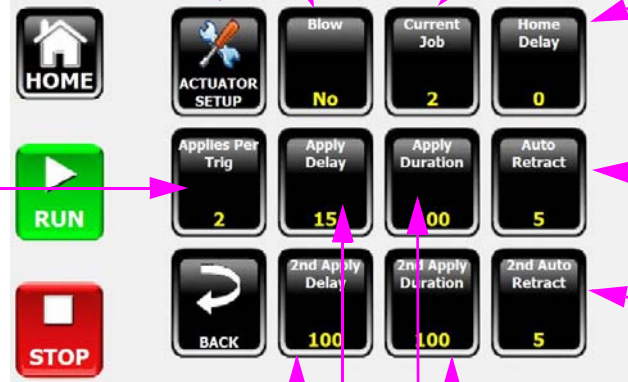 HOME
ACTUATOR
SETUP
Blow
No
Current
Job
2
Home
Delay
0
RUN
Applies Per
Trig
2
Apply
Delay
15
Apply
Duration
00
Auto
Retract
5
STOP
BACK
2nd Apply
Delay
100
2nd Apply
Duration
100
2nd Auto
Retract
5